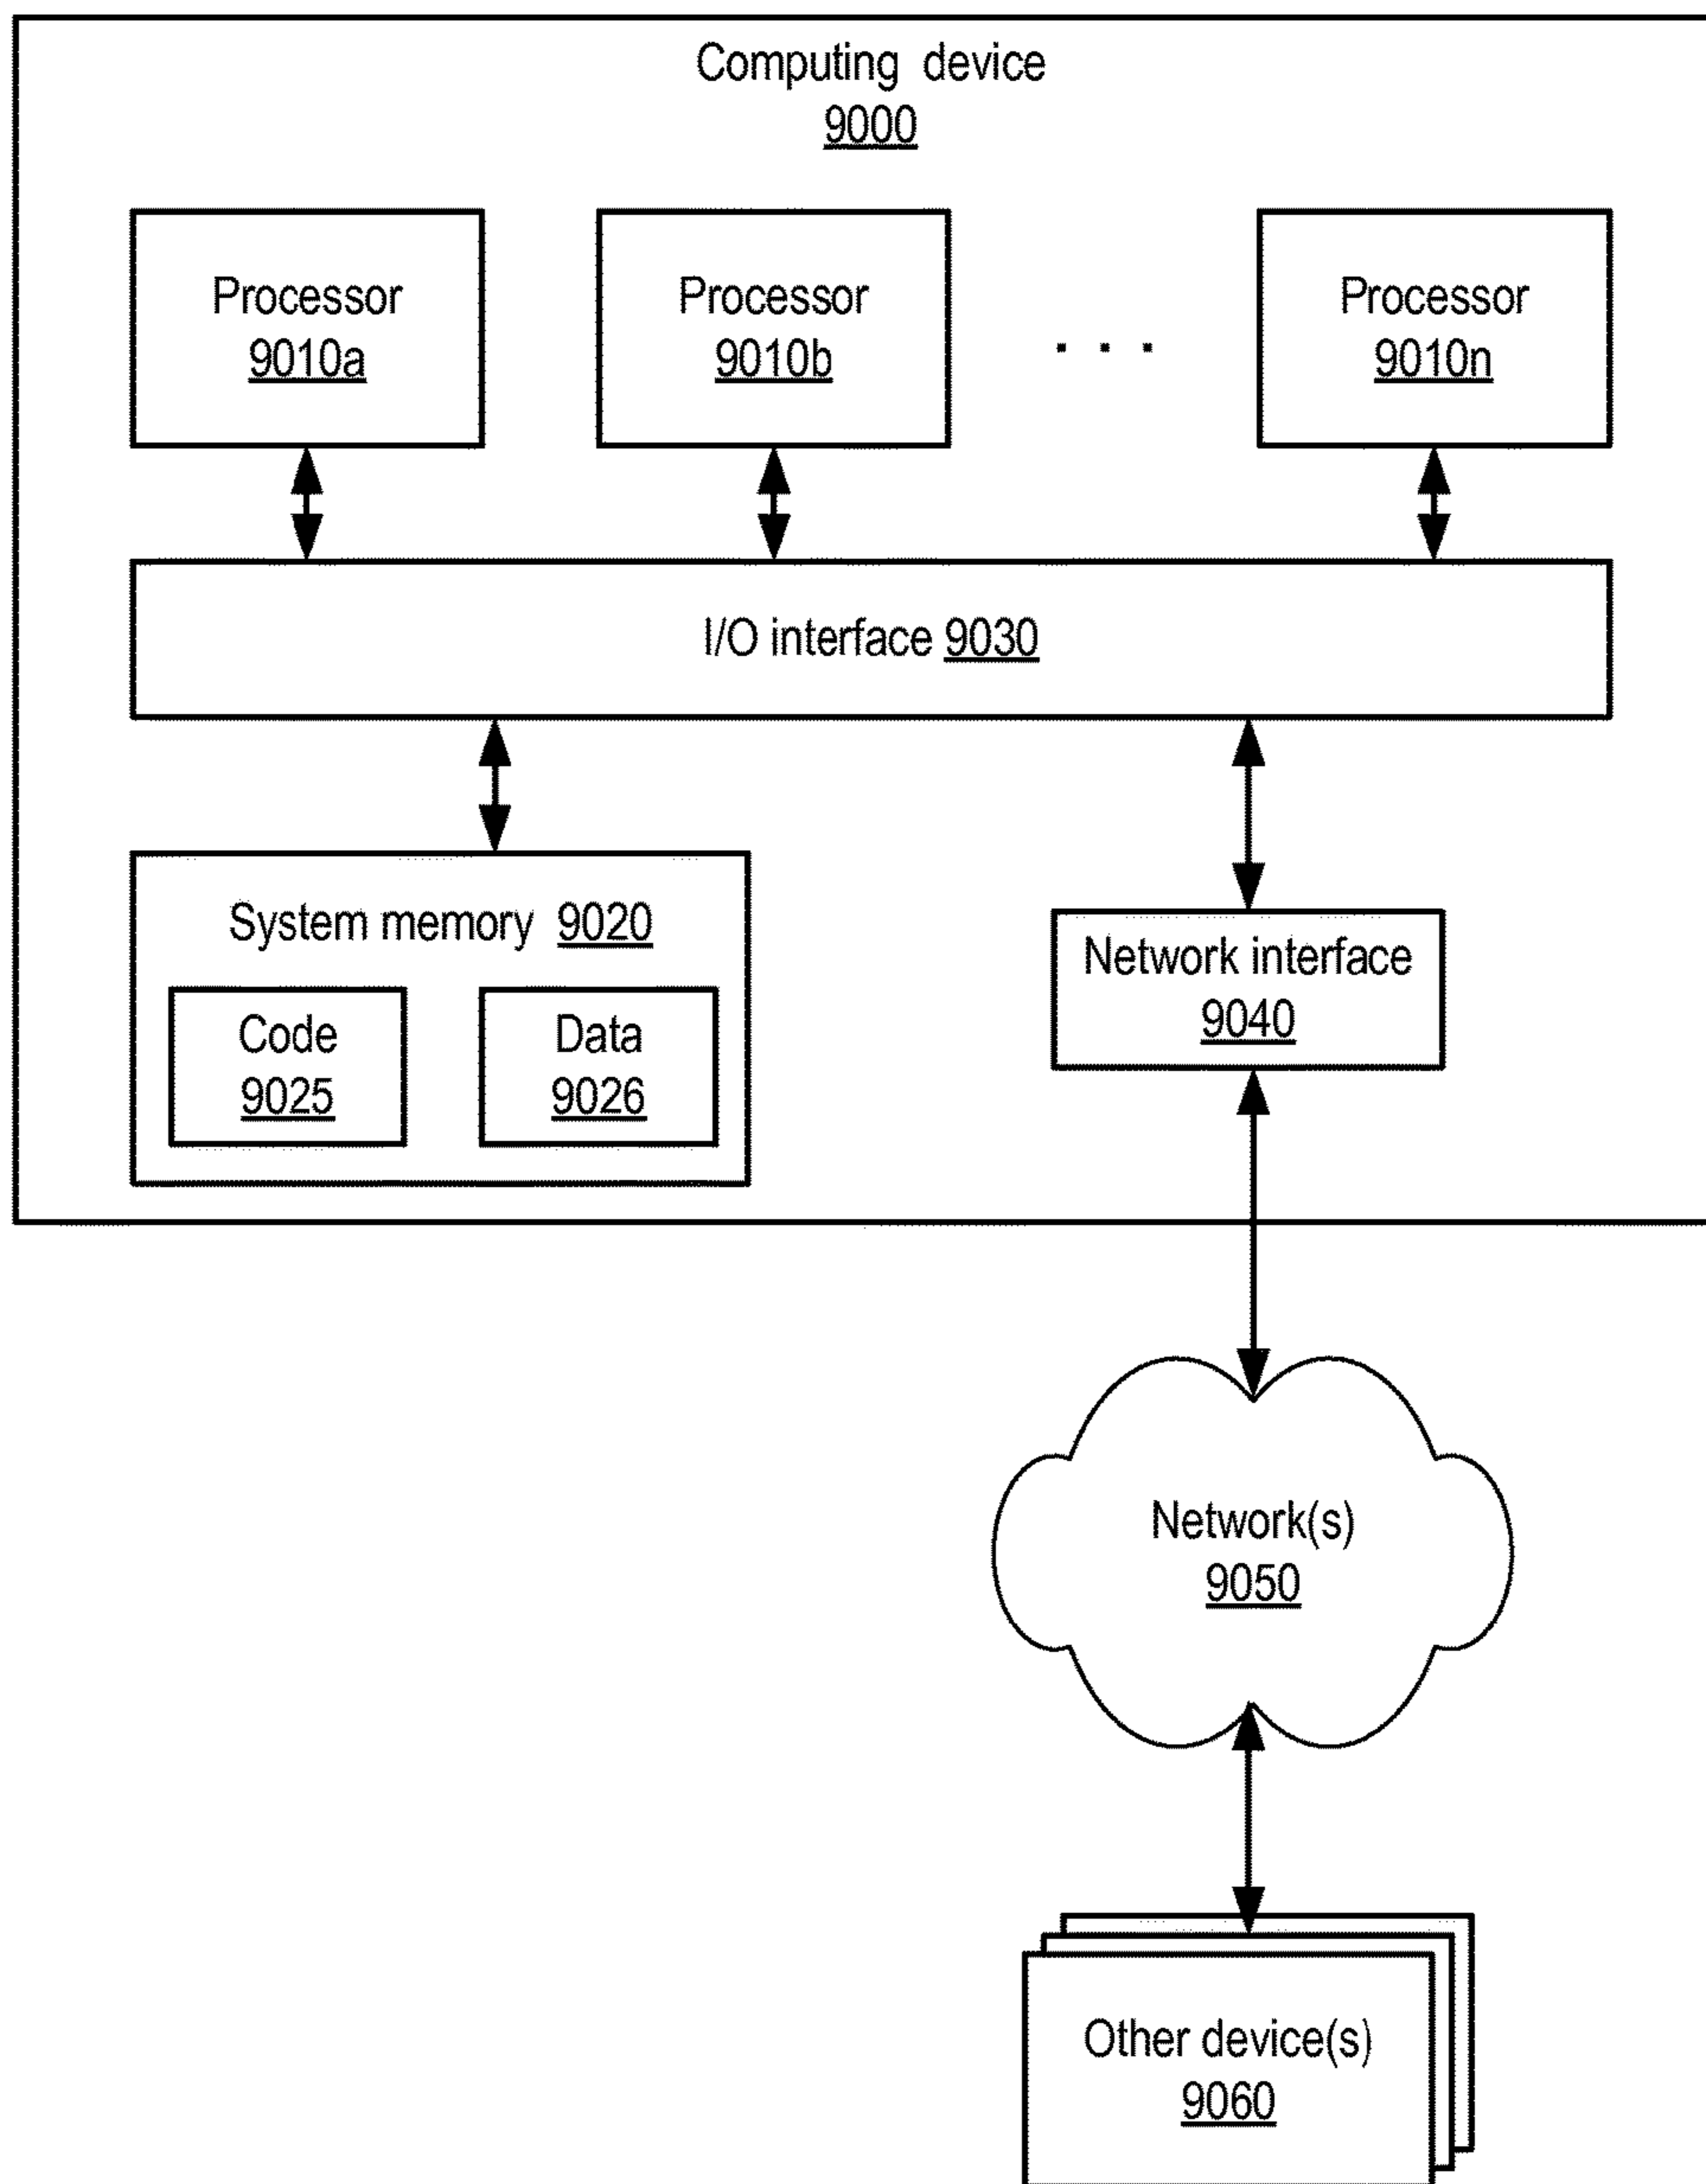 Computing device
9000
Processor
9010a
Processor
9010b
. . .
Processor
9010n
I/O interface 9030
System memory 9020
Code
9025
Data
9026
Network interface
9040
Network(s)
9050
Other device(s)
9060